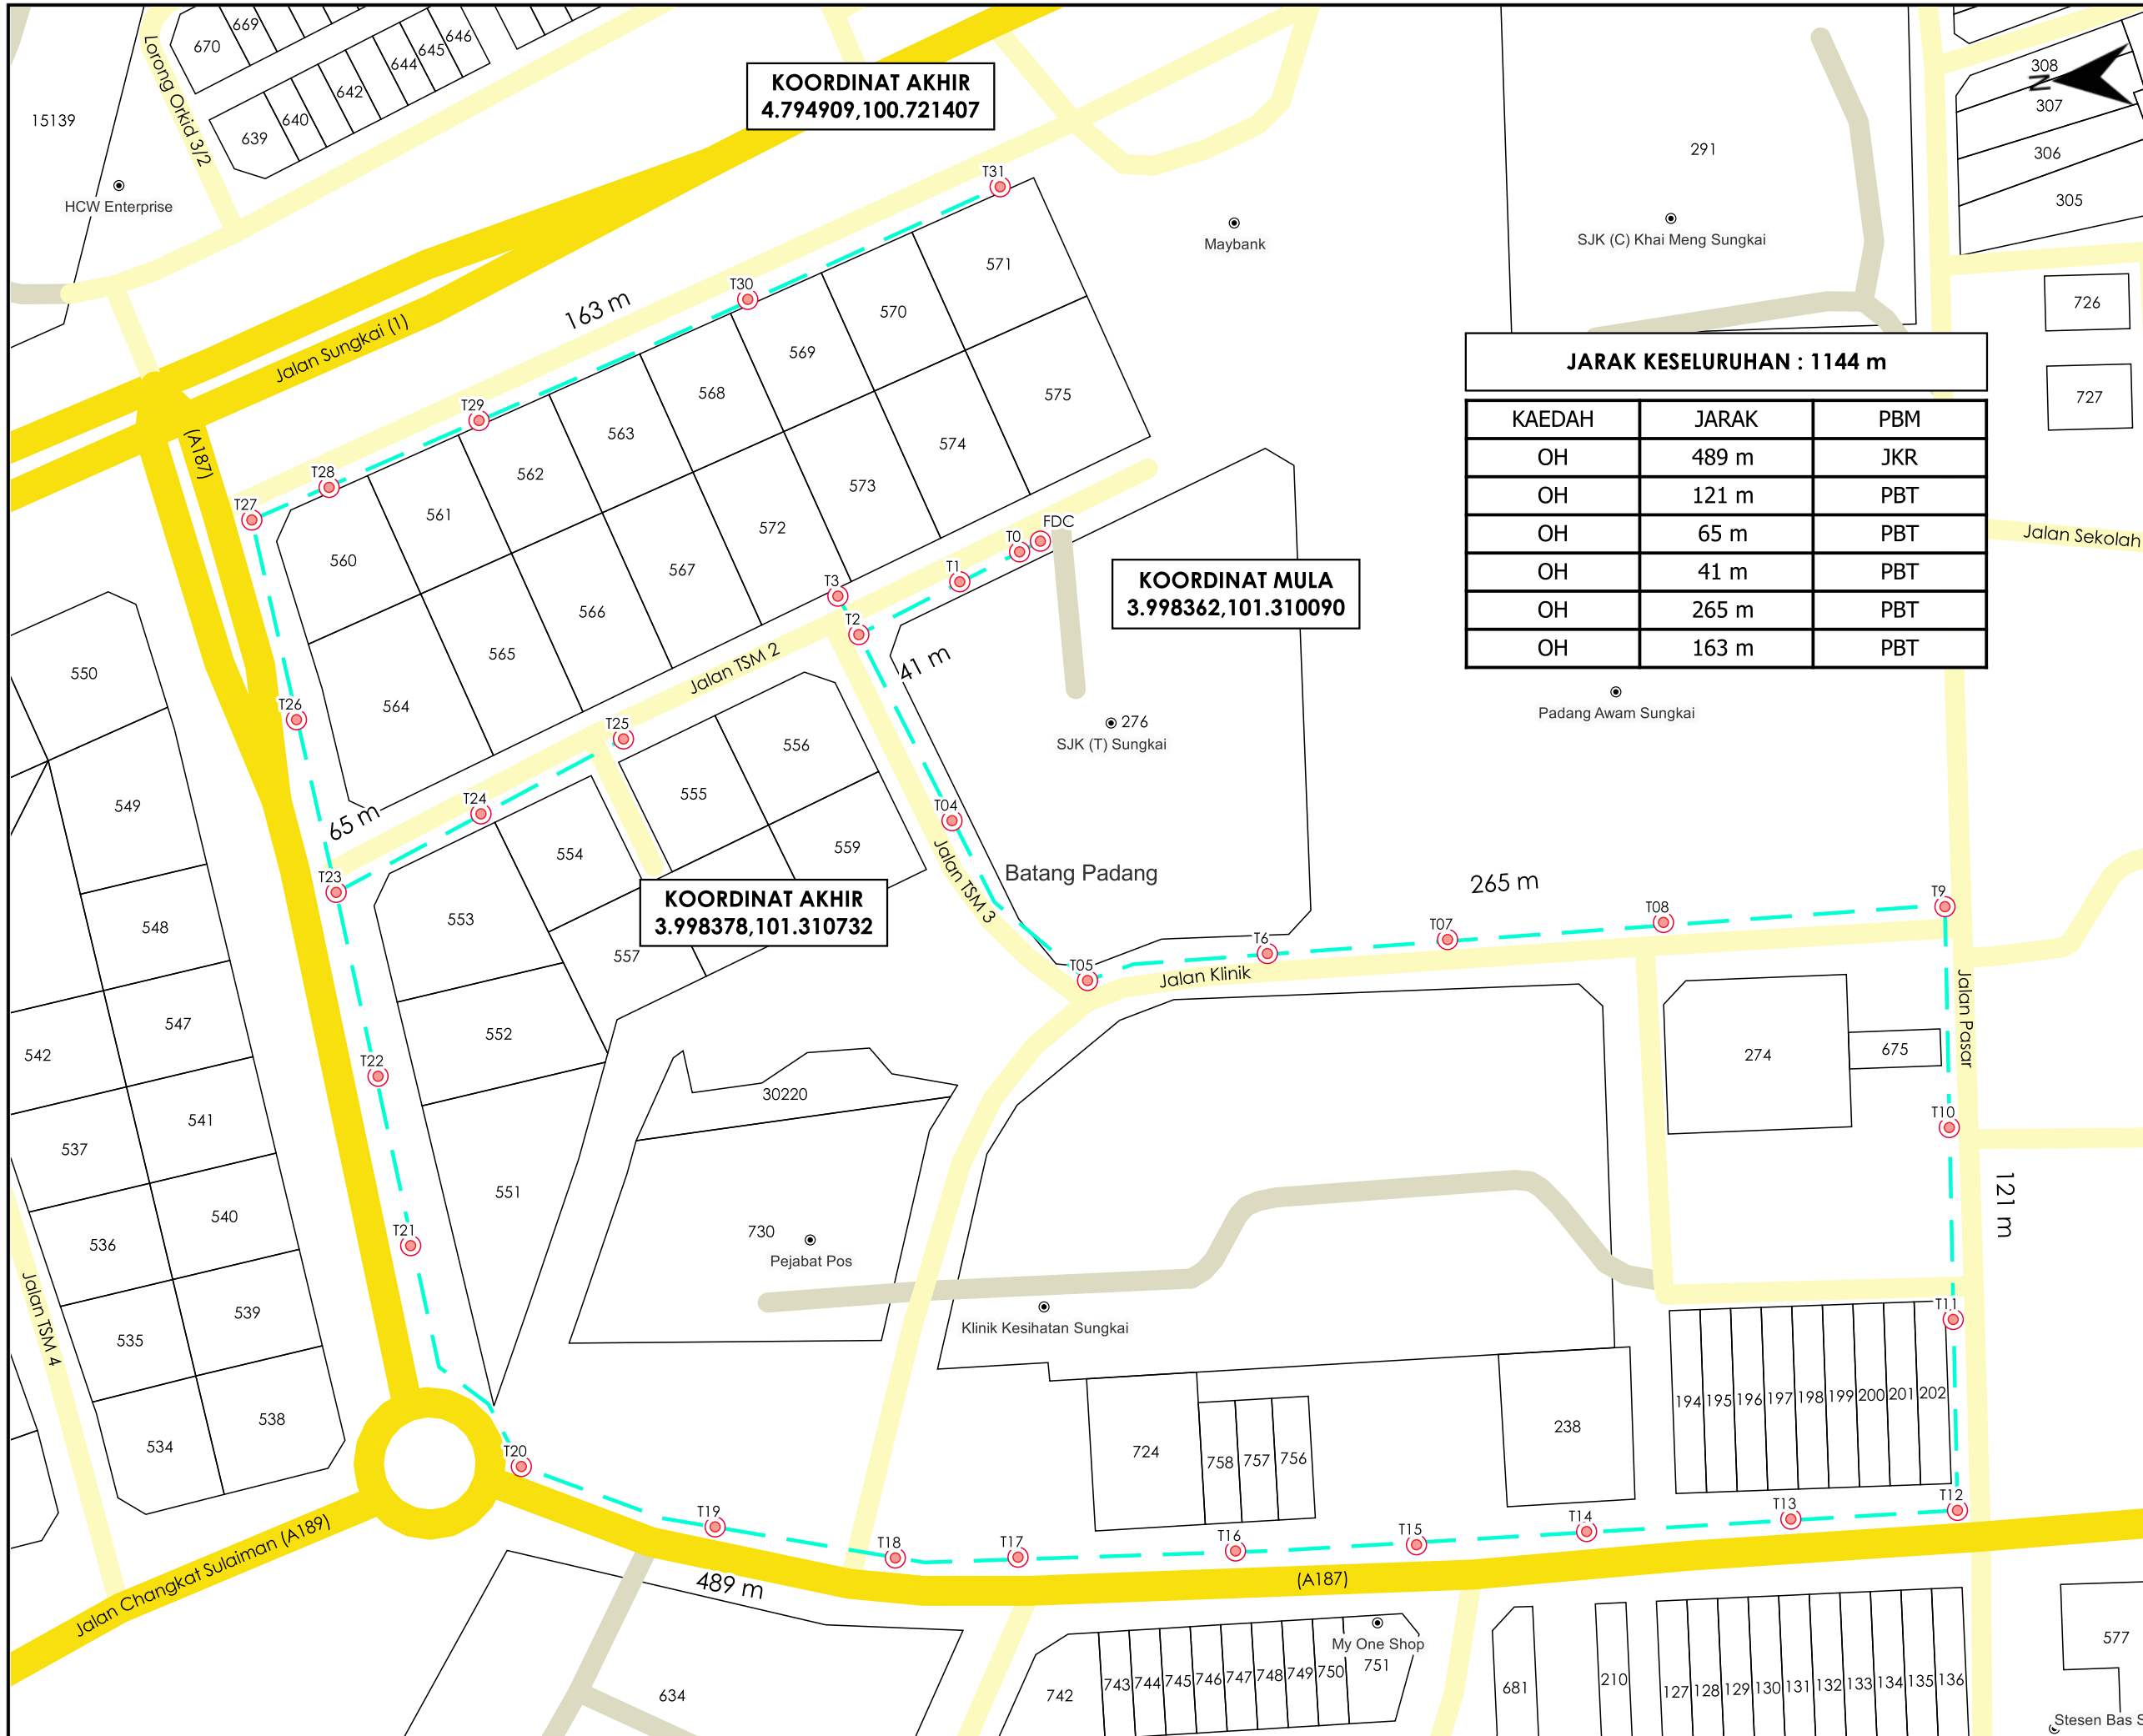 669
670
646
645
644
642
640
639
Lorong Orkid 3/2
15139
HCW Enterprise
KOORDINAT AKHIR
4.794909,100.721407
291
SJK (C) Khai Meng Sungkai
Maybank
308
N
307
306
305
726
727
T31
T30
T29
T28
T27
163 m
Jalan Sungkai (1)
(A187)
571
570
569
568
563
562
561
560
575
574
573
572
567
566
565
564
JARAK KESELURUHAN : 1144 m
KAEDAH JARAK PBM
OH 489 m JKR
OH 121 m PBT
OH 65 m PBT
OH 41 m PBT
OH 265 m PBT
OH 163 m PBT
Jalan Sekolah
FDC
T0
T1
T3
T2
KOORDINAT MULA
3.998362,101.310090
41 m
Jalan TSM 2
T25
T26
T24
65 m
T23
276
SJK (T) Sungkai
Padang Awam Sungkai
550
549
548
547
542
541
537
540
536
539
535
538
534
556
555
554
559
553
557
552
551
KOORDINAT AKHIR
3.998378,101.310732
T04
Jalan TSM 3
Batang Padang
T05
T6
T07
T08
T9
265 m
Jalan Klinik
Jalan Pasar
274
675
T10
121 m
T22
T21
30220
730
Pejabat Pos
Klinik Kesihatan Sungkai
T11
194
195
196
197
198
199
200
201
202
724
758
757
756
238
Jalan TSM 4
T20
T19
T18
T17
T16
T15
T14
T13
T12
Jalan Changkat Sulaiman (A189)
489 m
(A187)
634
742
743
744
745
746
747
748
749
750
My One Shop
751
681
210
127
128
129
130
131
132
133
134
135
136
577
Stesen Bas S